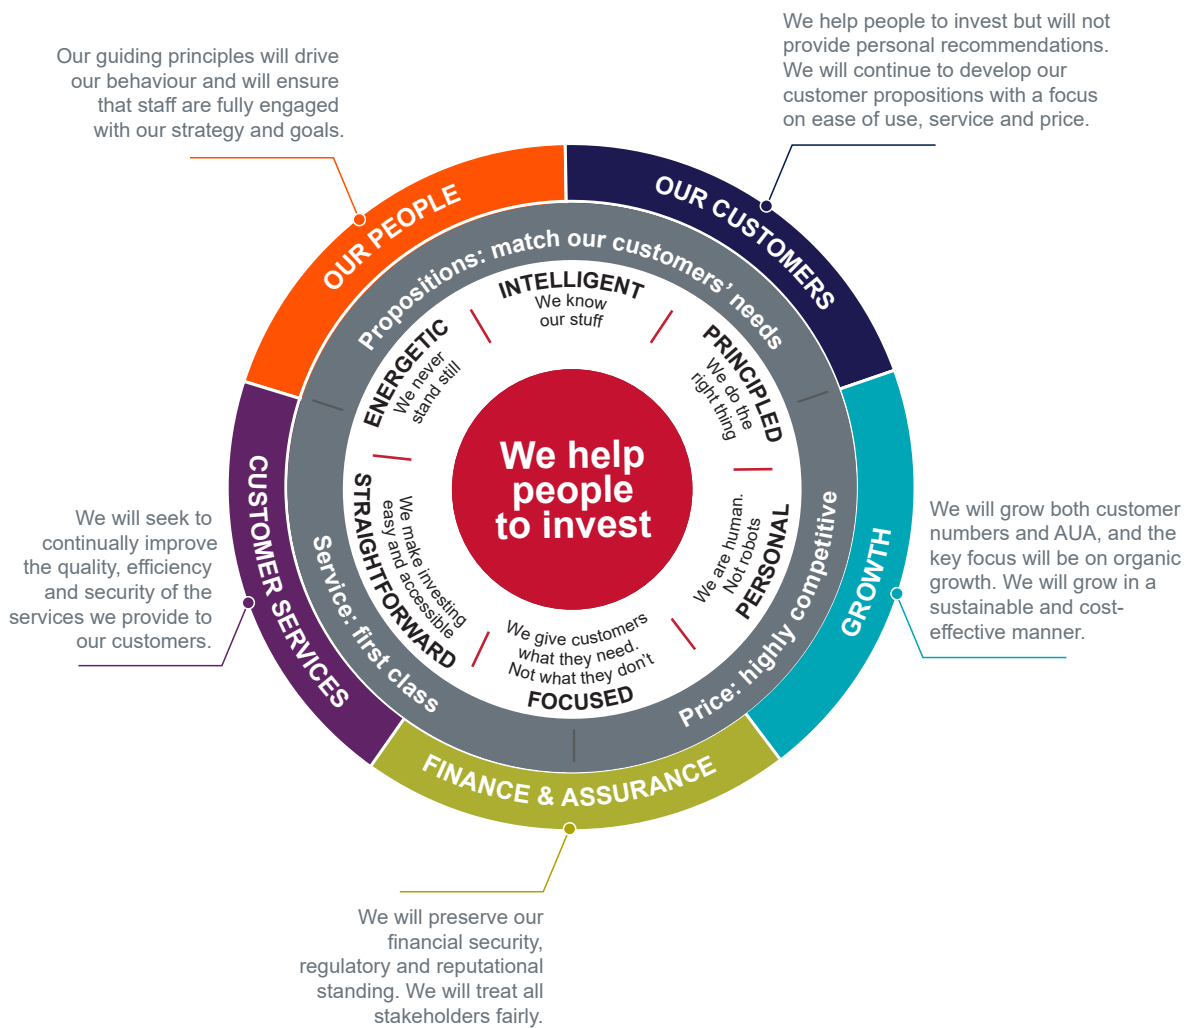 Our guiding principles will drive
our behaviour and will ensure
that staff are fully engaged
with our strategy and goals.
We help people to invest but will not
provide personal recommendations.
We will continue to develop our
customer propositions with a focus
on ease of use, service and price.
OUR PEOPLE
OUR CUSTOMERS
Propositions: match our customers’ needs
INTELLIGENT
We know
our stuff
ENERGETIC
We never
stand still
PRINCIPLED
We do the
right thing
We help
people
to invest
STRAIGHTFORWARD
We make investing
easy and accessible
We are human.
Not robots
PERSONAL
We give customers
what they need.
Not what they don’t
FOCUSED
Service: first class
Price: highly competitive
CUSTOMER SERVICES
GROWTH
FINANCE & ASSURANCE
We will seek to
continually improve
the quality, efficiency
and security of the
services we provide to
our customers.
We will grow both customer
numbers and AUA, and the
key focus will be on organic
growth. We will grow in a
sustainable and cost-
effective manner.
We will preserve our
financial security,
regulatory and reputational
standing. We will treat all
stakeholders fairly.